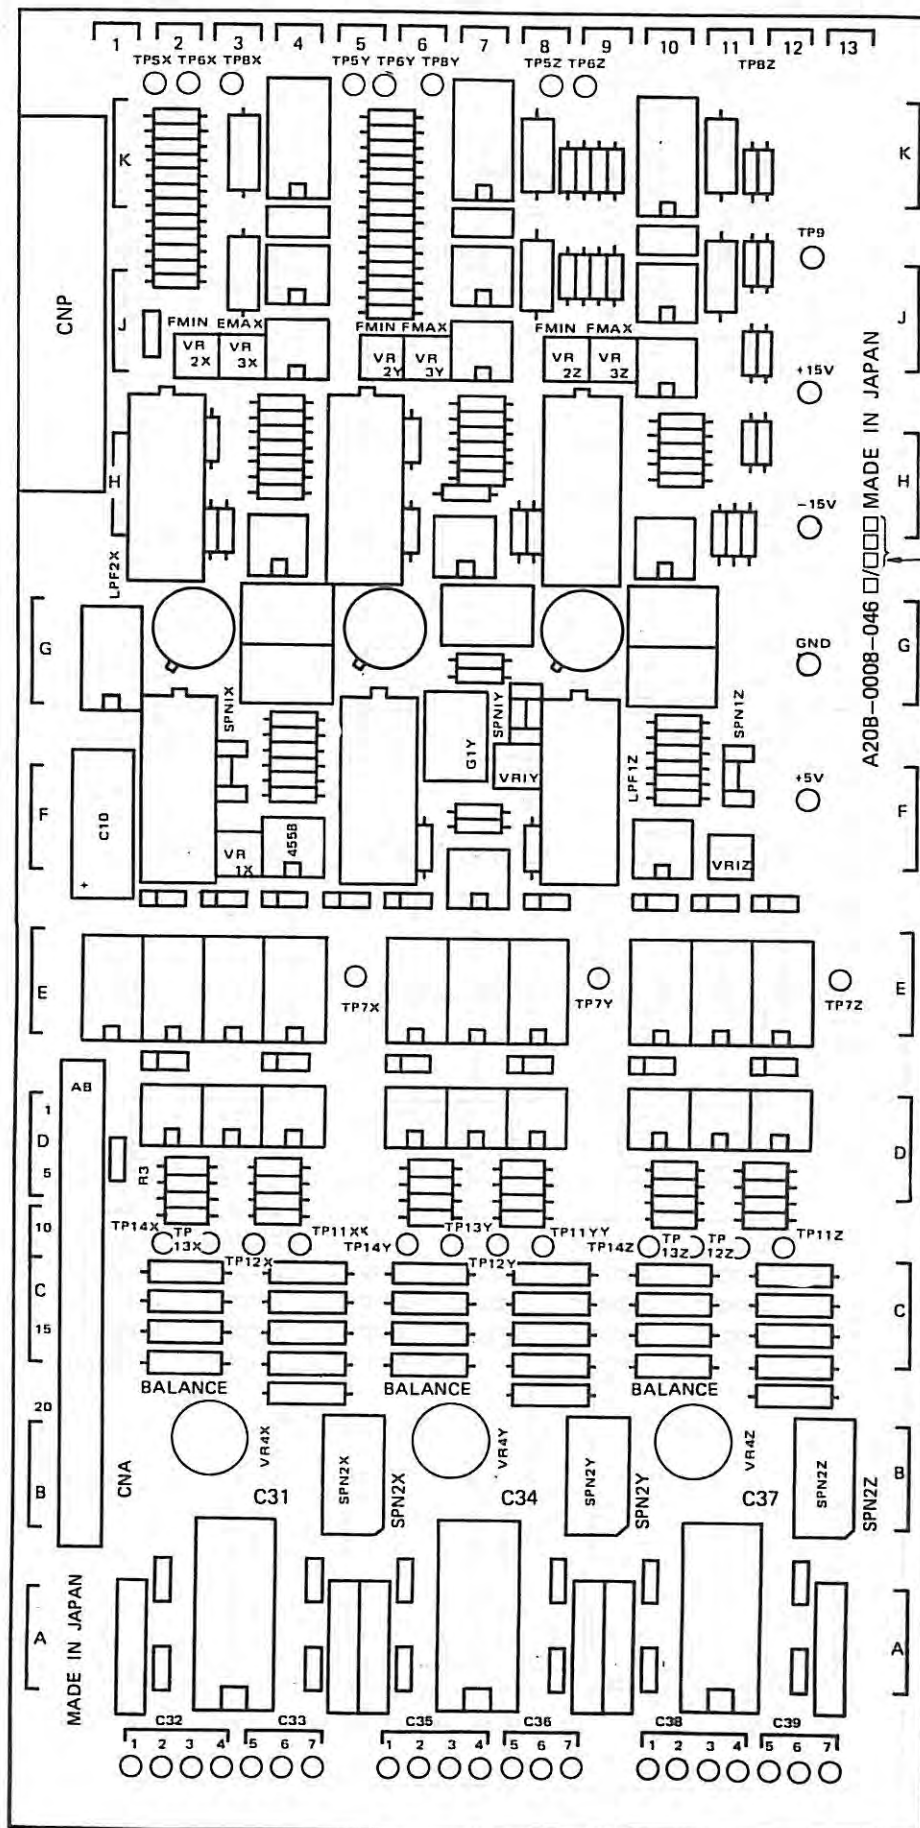 1 2 3 4 5 6 7 8 9 10 11 12 13
TP5X TP6X TP8X TP5Y TP6Y TP8Y TP5Z TP6Z TP8Z
K K
TP9
CNP
J J
FMIN EMAX FMIN FMAX FMIN FMAX
VR 2X VR 3X VR 2Y VR 3Y VR 2Z VR 3Z
+15V
H H
-15V
LPF2X
A20B-0008-046 □/□□□ MADE IN JAPAN
G G
GND
SPN1X SPN1Y SPN1Z
G1Y
LPF1Z
VRIY
+5V
F F
C10
+
VR 1X
4558
VRIZ
E E
TP7X TP7Y TP7Z
AB
1
D D
5
R3
10
TP14X TP 13X TP11XK TP14Y TP13Y TP11YY TP14Z TP 13Z TP 12Z TP11Z
TP12X TP12Y
C C
15
BALANCE BALANCE BALANCE
20
VR4X VR4Y VR4Z
B B
CNA
SPN2X SPN2X SPN2Y SPN2Y SPN2Z SPN2Z
C31 C34 C37
A A
MADE IN JAPAN
C32 C33 C35 C36 C38 C39
1 2 3 4 5 6 7 1 2 3 4 5 6 7 1 2 3 4 5 6 7